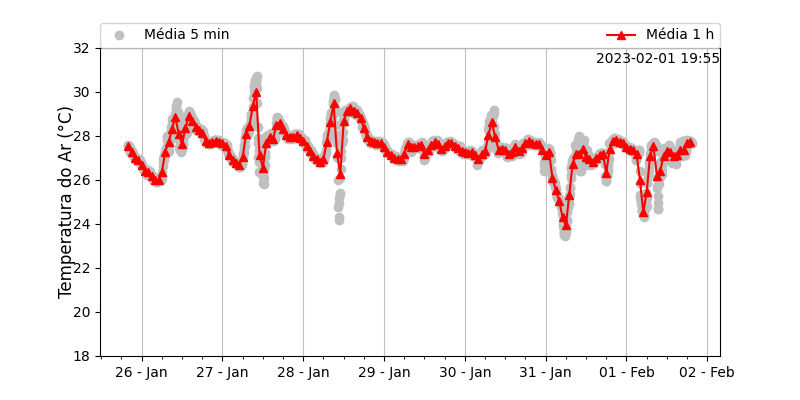 Média 5 min
Média 1 h
2023-02-01 19:55
Temperatura do Ar (°C)
32
30
28
26
24
22
20
18
26 - Jan
27 - Jan
28 - Jan
29 - Jan
30 - Jan
31 - Jan
01 - Feb
02 - Feb